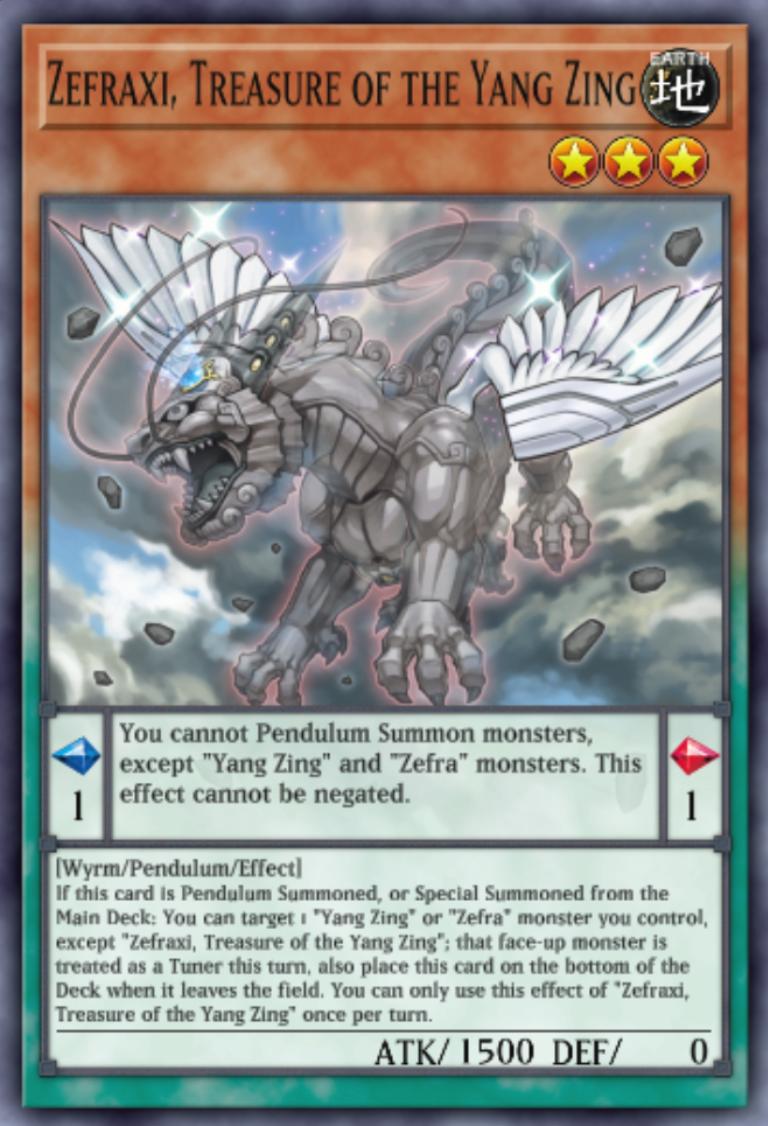 Zefraxi, Treasure of the Yang Zing
EARTH
地
You cannot Pendulum Summon monsters,
except "Yang Zing" and "Zefra" monsters. This
effect cannot be negated.
1
1
[Wyrm/Pendulum/Effect]
If this card is Pendulum Summoned, or Special Summoned from the
Main Deck: You can target 1 "Yang Zing" or "Zefra" monster you control,
except "Zefraxi, Treasure of the Yang Zing"; that face-up monster is
treated as a Tuner this turn, also place this card on the bottom of the
Deck when it leaves the field. You can only use this effect of "Zefraxi,
Treasure of the Yang Zing" once per turn.
ATK/ 1500 DEF/ 0